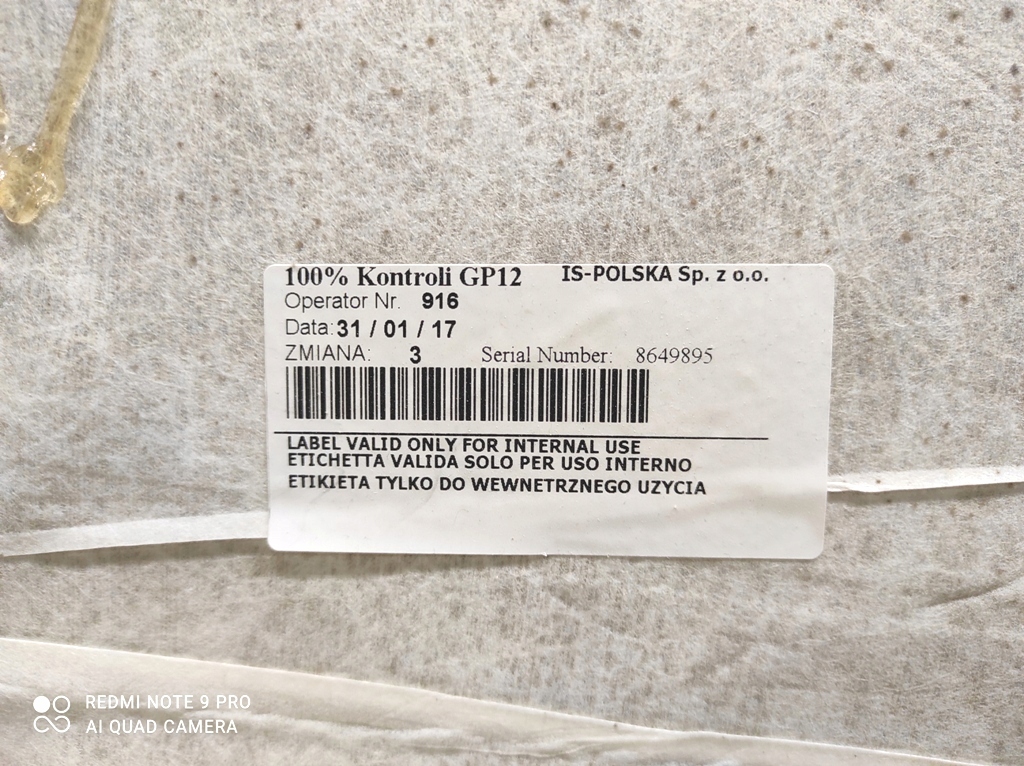 100% Kontroli GP12 IS-POLSKA Sp. z o.o.
Operator Nr. 916
Data: 31 / 01 / 17
ZMIANA: 3 Serial Number: 8649895
LABEL VALID ONLY FOR INTERNAL USE
ETICHETTA VALIDA SOLO PER USO INTERNO
ETIKIETA TYLKO DO WEWNETRZNEGO UZYCIA
REDMI NOTE 9 PRO
AI QUAD CAMERA